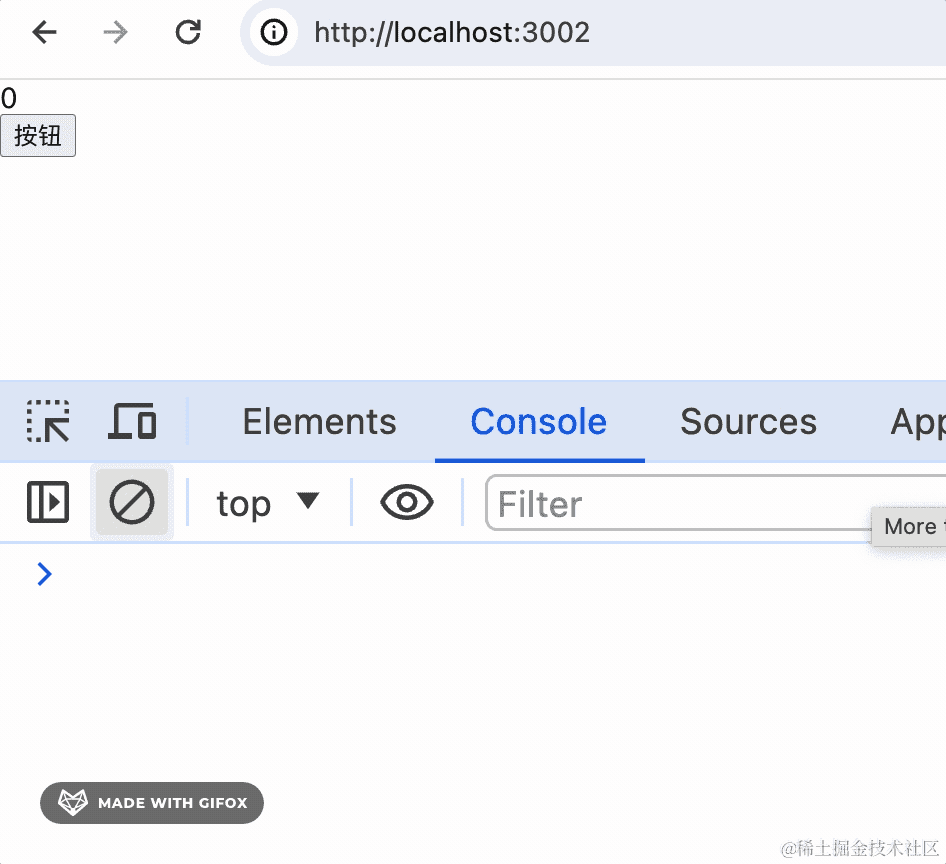 http://localhost:3002
0
按钮
Elements Console Sources App
top Filter
More
MADE WITH GIFOX
@稀土掘金技术社区